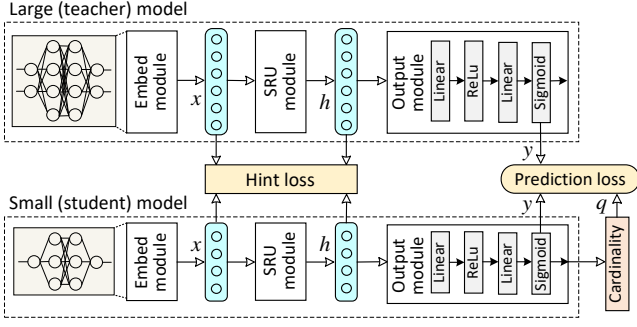 Large (teacher) model
Embed module
x
SRU module
h
Output module
Linear
ReLu
Linear
Sigmoid
y
Hint loss
Prediction loss
Small (student) model
y
q
Embed module
x
SRU module
h
Output module
Linear
ReLu
Linear
Sigmoid
Cardinality